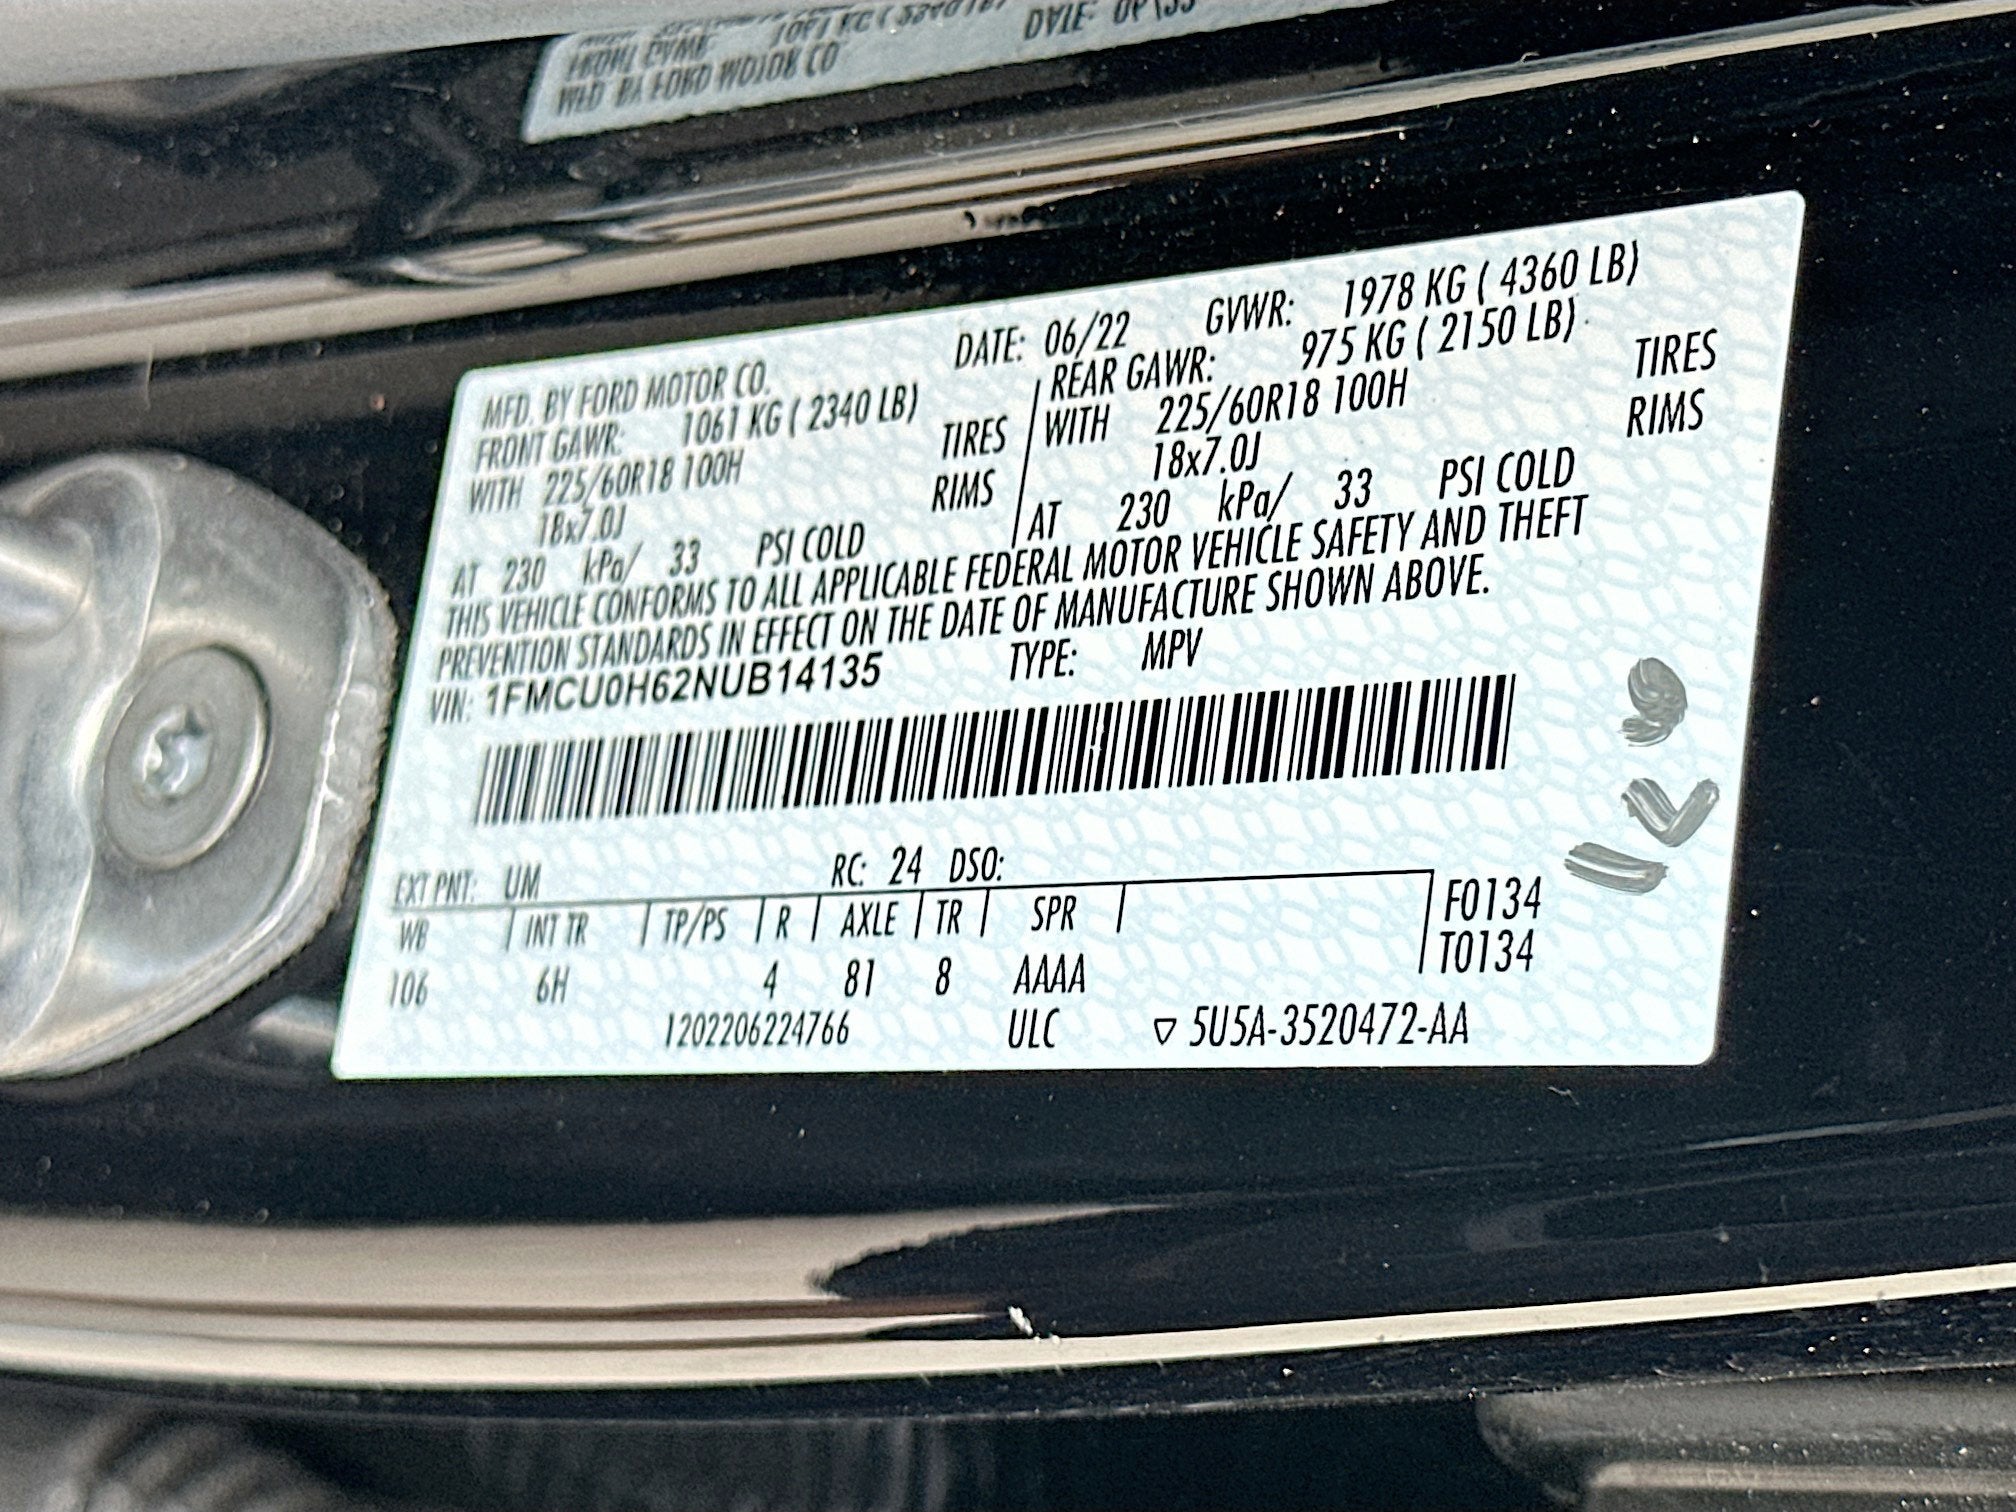 MFD. BY FORD MOTOR CO. DATE: 06/22 GVWR: 1978 KG ( 4360 LB)
FRONT GAWR: 1061 KG ( 2340 LB) REAR GAWR: 975 KG ( 2150 LB)
WITH 225/60R18 100H TIRES WITH 225/60R18 100H TIRES
18x7.0J RIMS 18x7.0J RIMS
AT 230 kPa/ 33 PSI COLD AT 230 kPa/ 33 PSI COLD
THIS VEHICLE CONFORMS TO ALL APPLICABLE FEDERAL MOTOR VEHICLE SAFETY AND THEFT
PREVENTION STANDARDS IN EFFECT ON THE DATE OF MANUFACTURE SHOWN ABOVE.
VIN: 1FMCU0H62NUB14135 TYPE: MPV
EXT PNT: UM RC: 24 DSO:
WB INT TR TP/PS R AXLE TR SPR F0134
T0134
106 6H 4 81 8 AAAA
1202206224766 ULC ▽ 5U5A-3520472-AA